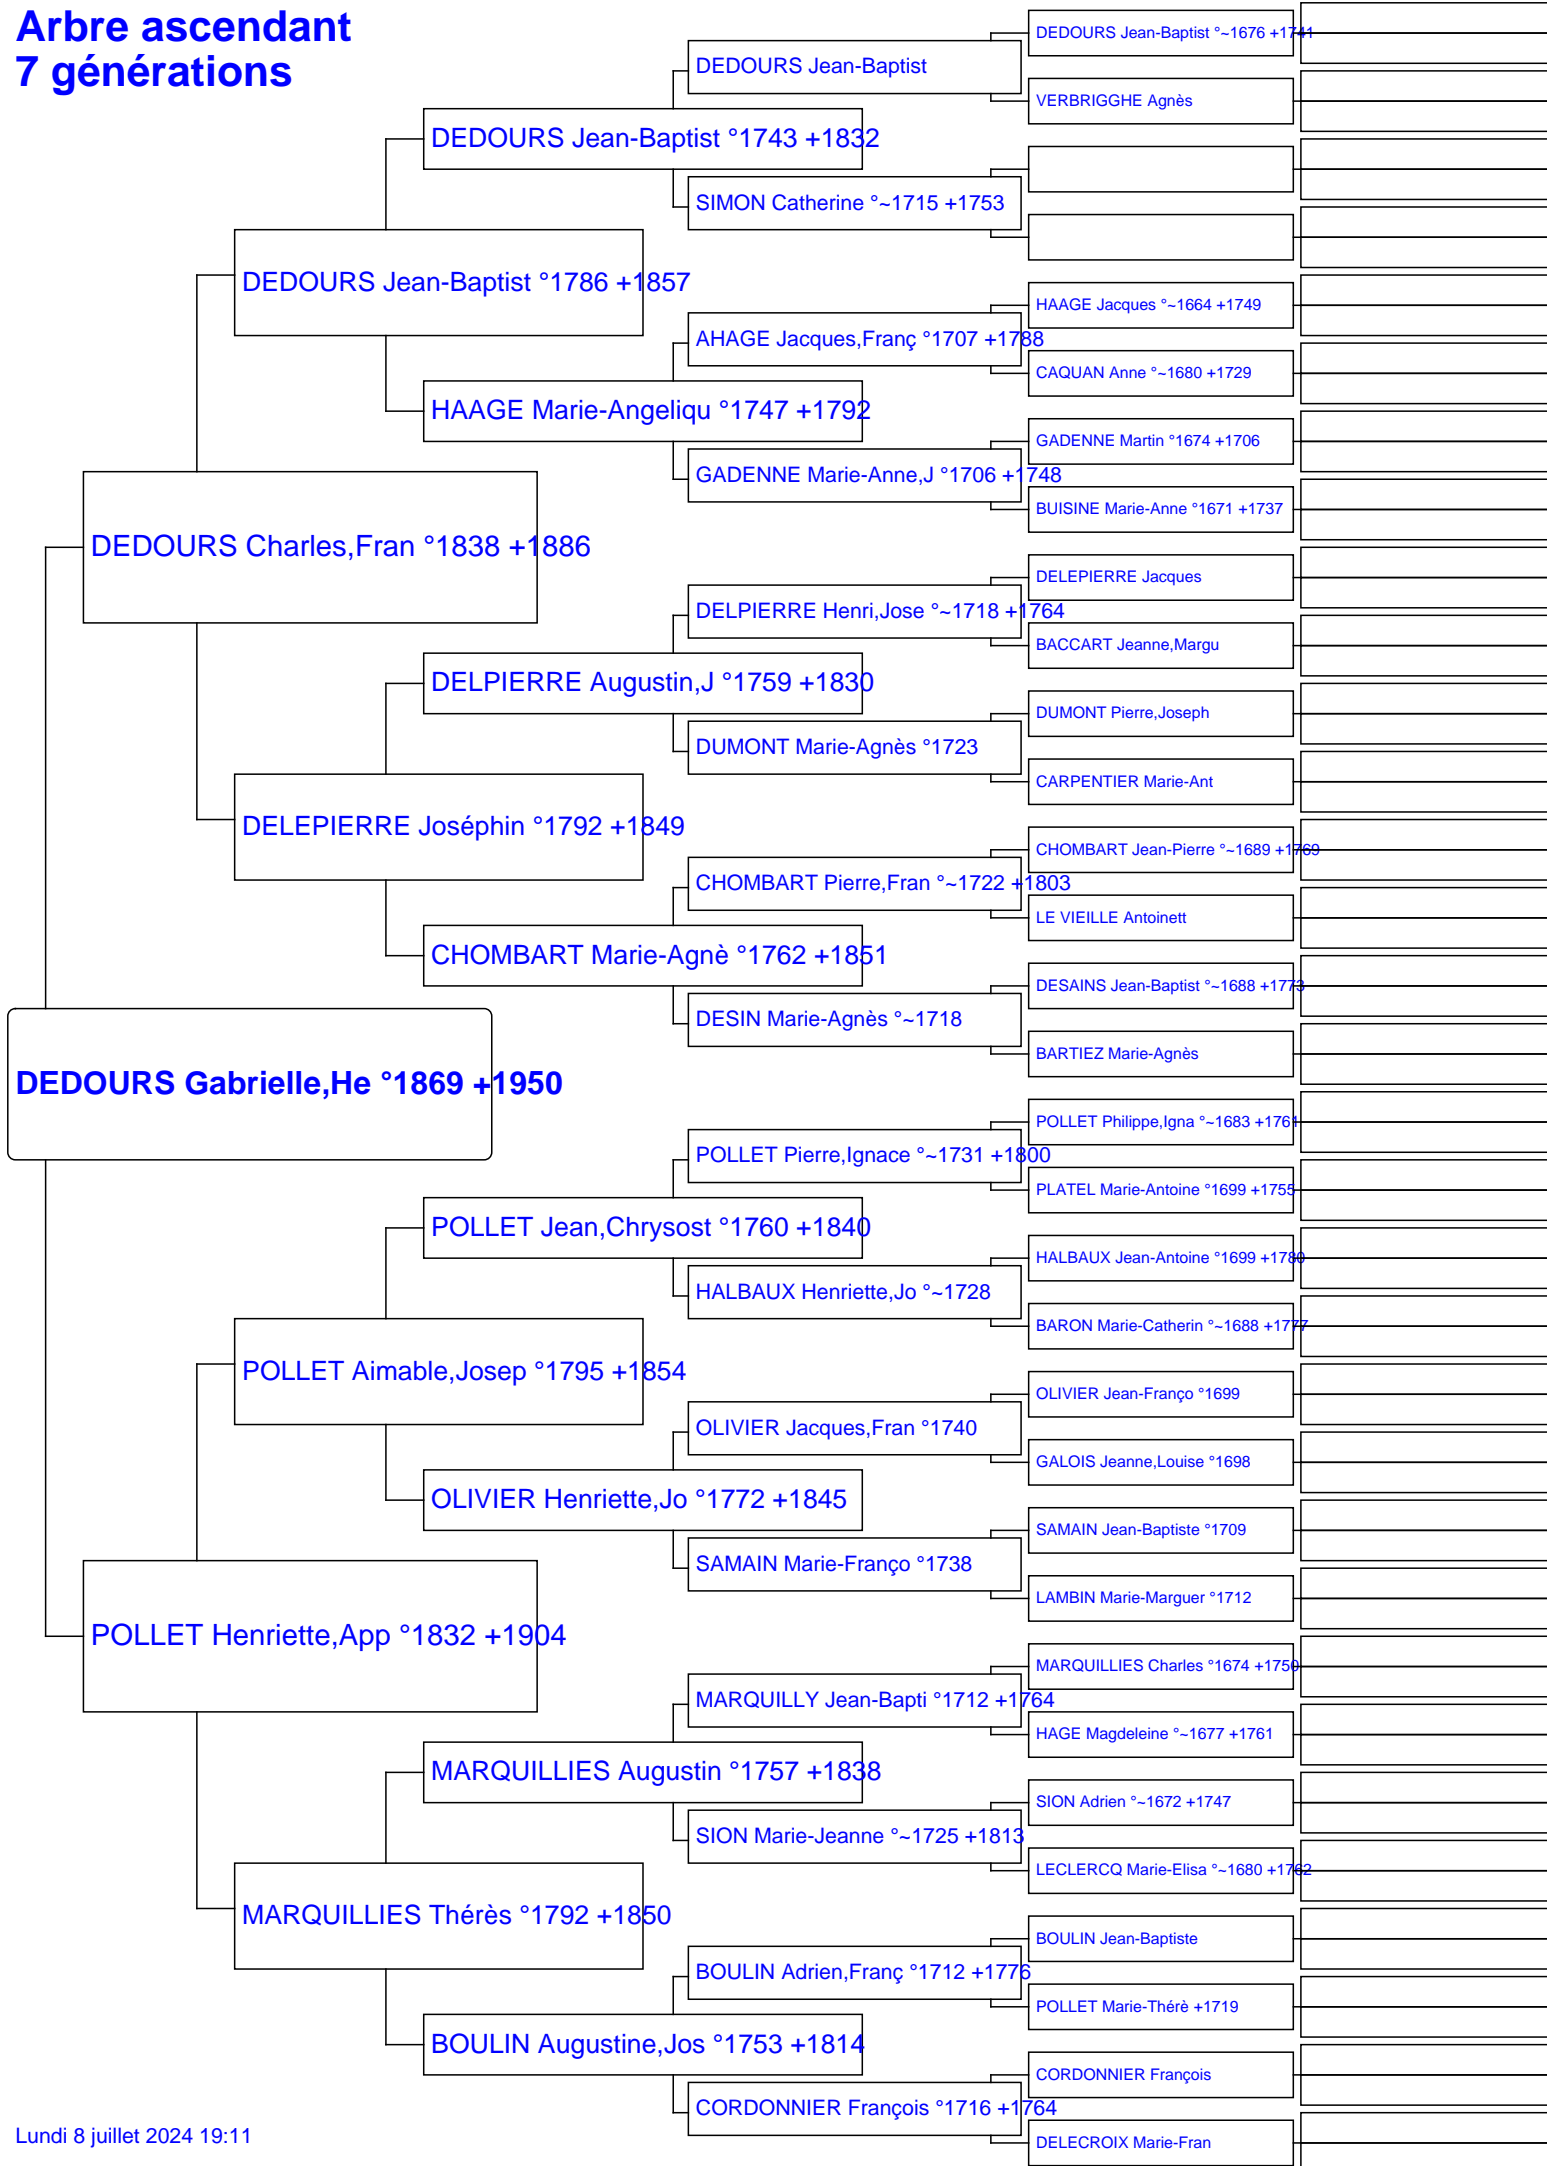 Arbre ascendant
7 générations
DEDOURS Jean-Baptist °~1676 +1741
DEDOURS Jean-Baptist
VERBRIGGHE Agnès
DEDOURS Jean-Baptist °1743 +1832
SIMON Catherine °~1715 +1753
DEDOURS Jean-Baptist °1786 +1857
HAAGE Jacques °~1664 +1749
AHAGE Jacques,Franç °1707 +1788
CAQUAN Anne °~1680 +1729
HAAGE Marie-Angeliqu °1747 +1792
GADENNE Martin °1674 +1706
GADENNE Marie-Anne,J °1706 +1748
BUISINE Marie-Anne °1671 +1737
DEDOURS Charles,Fran °1838 +1886
DELEPIERRE Jacques
DELPIERRE Henri,Jose °~1718 +1764
BACCART Jeanne,Margu
DELPIERRE Augustin,J °1759 +1830
DUMONT Pierre,Joseph
DUMONT Marie-Agnès °1723
CARPENTIER Marie-Ant
DELEPIERRE Joséphin °1792 +1849
CHOMBART Jean-Pierre °~1689 +1769
CHOMBART Pierre,Fran °~1722 +1803
LE VIEILLE Antoinett
CHOMBART Marie-Agnè °1762 +1851
DESAINS Jean-Baptist °~1688 +1773
DESIN Marie-Agnès °~1718
BARTIEZ Marie-Agnès
DEDOURS Gabrielle,He °1869 +1950
POLLET Philippe,Igna °~1683 +1761
POLLET Pierre,Ignace °~1731 +1800
PLATEL Marie-Antoine °1699 +1755
POLLET Jean,Chrysost °1760 +1840
HALBAUX Jean-Antoine °1699 +1780
HALBAUX Henriette,Jo °~1728
BARON Marie-Catherin °~1688 +1777
POLLET Aimable,Josep °1795 +1854
OLIVIER Jean-Franço °1699
OLIVIER Jacques,Fran °1740
GALOIS Jeanne,Louise °1698
OLIVIER Henriette,Jo °1772 +1845
SAMAIN Jean-Baptiste °1709
SAMAIN Marie-Franço °1738
LAMBIN Marie-Marguer °1712
POLLET Henriette,App °1832 +1904
MARQUILLIES Charles °1674 +1750
MARQUILLY Jean-Bapti °1712 +1764
HAGE Magdeleine °~1677 +1761
MARQUILLIES Augustin °1757 +1838
SION Adrien °~1672 +1747
SION Marie-Jeanne °~1725 +1813
LECLERCQ Marie-Elisa °~1680 +1762
MARQUILLIES Thérès °1792 +1850
BOULIN Jean-Baptiste
BOULIN Adrien,Franç °1712 +1776
POLLET Marie-Thérè +1719
BOULIN Augustine,Jos °1753 +1814
CORDONNIER François
CORDONNIER François °1716 +1764
DELECROIX Marie-Fran
Lundi 8 juillet 2024 19:11